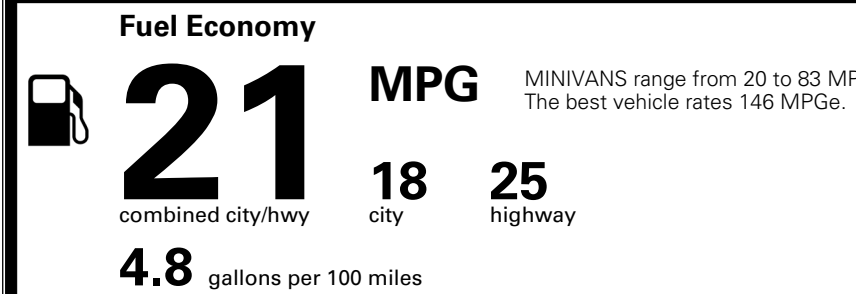 Fuel Economy
21 MPG
MINIVANS range from 20 to 83
The best vehicle rates 146 MPGe.
18 25
combined city/hwy city highway
4.8 gallons per 100 miles